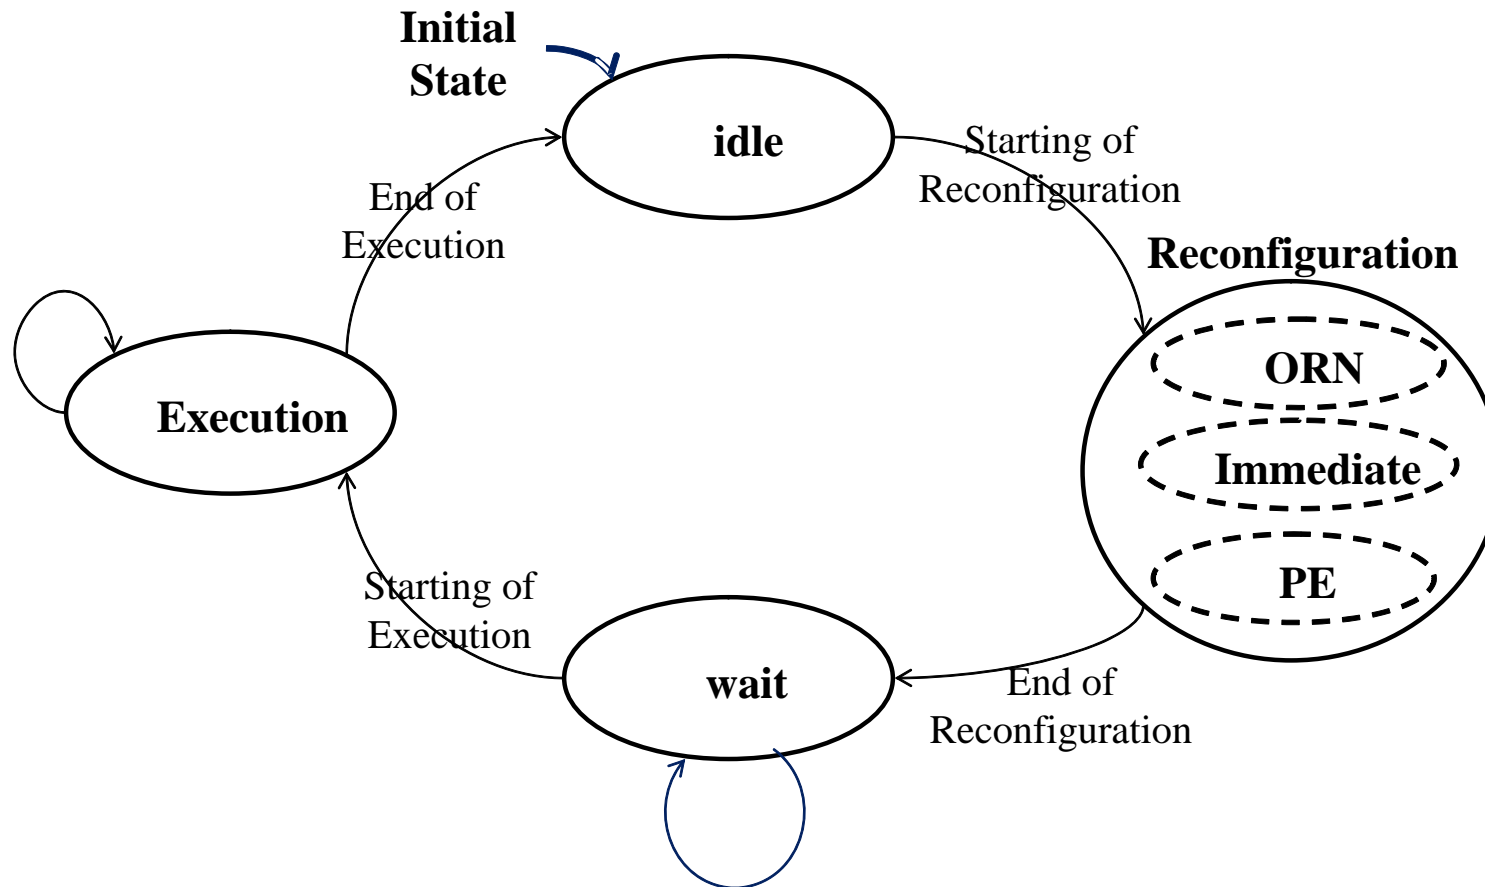 Initial
State
idle
Starting of
Reconfiguration
End of
Execution
Reconfiguration
ORN
Execution
Immediate
PE
Starting of
Execution
wait
End of
Reconfiguration